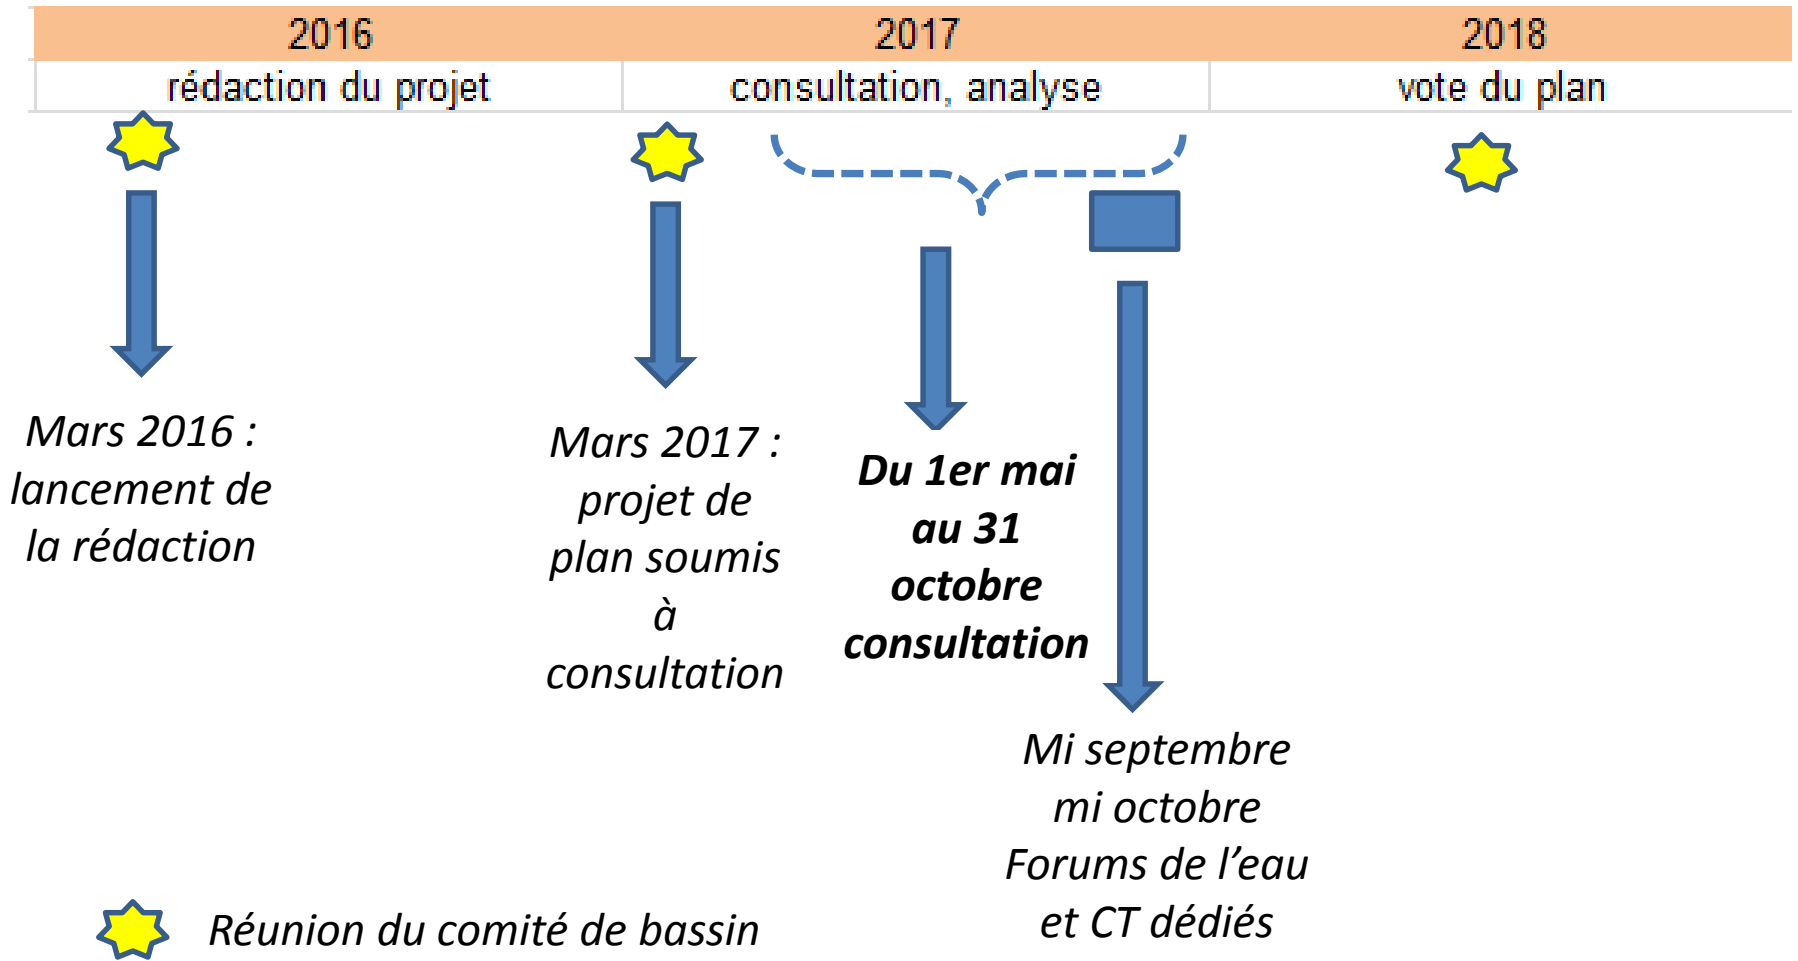 2016
2017
2018
rédaction du projet
consultation, analyse
vote du plan
Mars 2016 :
lancement de
la rédaction
Mars 2017 :
projet de
plan soumis
à
consultation
Du 1er mai
au 31
octobre
consultation
Mi septembre
mi octobre
Forums de l’eau
et CT dédiés
Réunion du comité de bassin